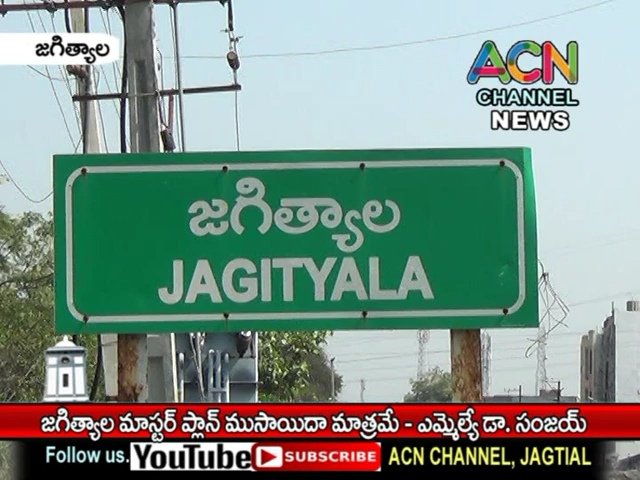 జగిత్యాల
ACN
CHANNEL
NEWS
జగిత్యాల
JAGITYALA
జగిత్యాల మాస్టర్ ప్లాన్ ముసాయిదా మాత్రమే - ఎమ్మెల్యే డా. సంజయ్
Follow us. YouTube SUBSCRIBE ACN CHANNEL, JAGTIAL